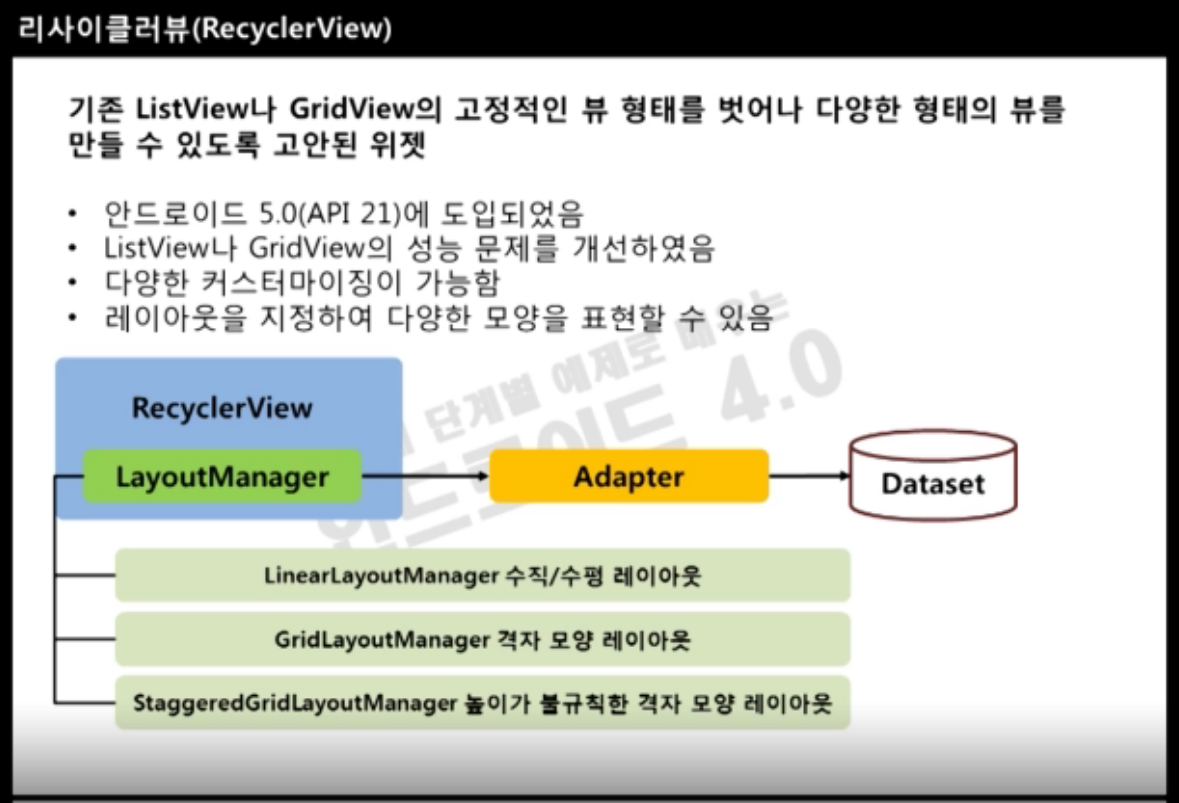 리사이클러뷰(RecyclerView)
기존 ListView나 GridView의 고정적인 뷰 형태를 벗어나 다양한 형태의 뷰를
만들 수 있도록 고안된 위젯
• 안드로이드 5.0(API 21)에 도입되었음
• ListView나 GridView의 성능 문제를 개선하였음
• 다양한 커스터마이징이 가능함
• 레이아웃을 지정하여 다양한 모양을 표현할 수 있음
단계별 예제로 배우는
안드로이드 4.0
RecyclerView
LayoutManager
Adapter
Dataset
LinearLayoutManager 수직/수평 레이아웃
GridLayoutManager 격자 모양 레이아웃
StaggeredGridLayoutManager 높이가 불규칙한 격자 모양 레이아웃